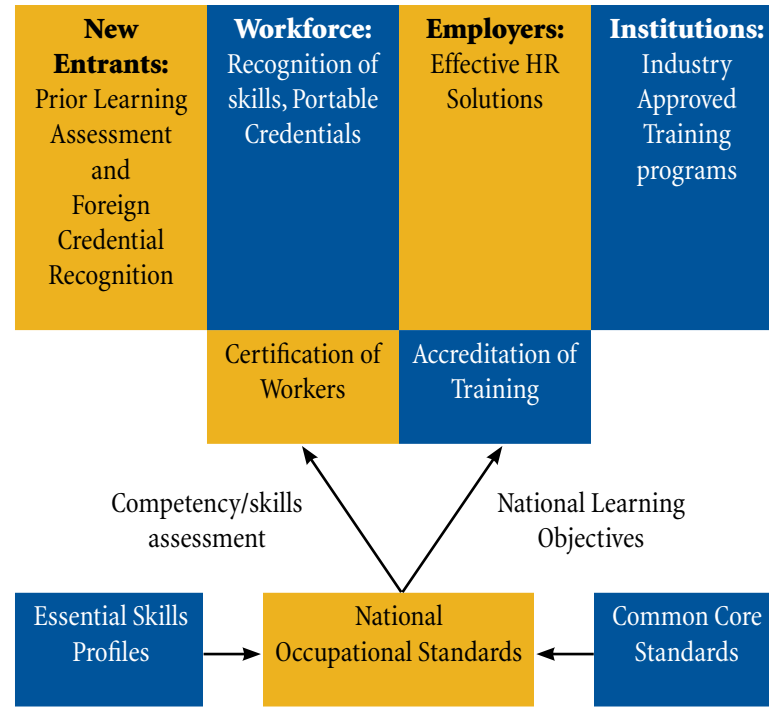 New
Entrants:
Prior Learning
Assessment
and
Foreign
Credential
Recognition
Workforce:
Recognition of
skills, Portable
Credentials
Employers:
Effective HR
Solutions
Institutions:
Industry
Approved
Training
programs
Certification of
Workers
Accreditation of
Training
Competency/skills
assessment
National Learning
Objectives
Essential Skills
Profiles
National
Occupational Standards
Common Core
Standards